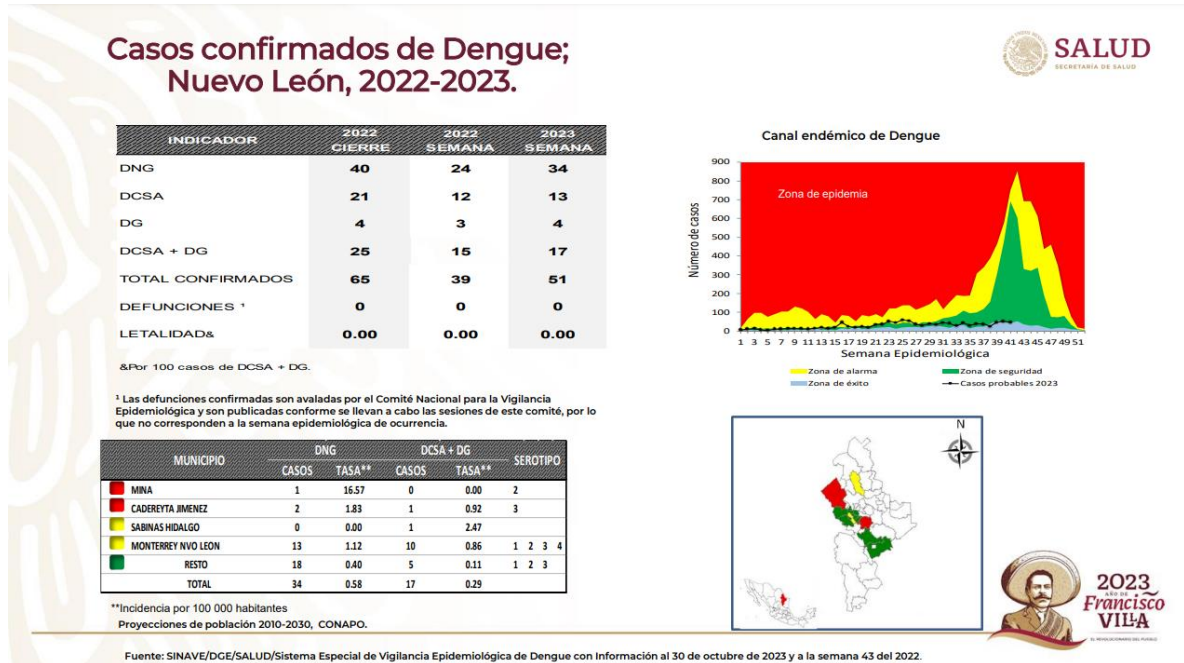 Casos confirmados de Dengue;
Nuevo León, 2022-2023.
SALUD
SECRETARÍA DE SALUD
INDICADOR 2022 CIERRE 2022 SEMANA 2023 SEMANA
DNG 40 24 34
DCSA 21 12 13
DG 4 3 4
DCSA + DG 25 15 17
TOTAL CONFIRMADOS 65 39 51
DEFUNCIONES ¹ 0 0 0
LETALIDAD& 0.00 0.00 0.00
&Por 100 casos de DCSA + DG.
¹ Las defunciones confirmadas son avaladas por el Comité Nacional para la Vigilancia
Epidemiológica y son publicadas conforme se llevan a cabo las sesiones de este comité, por lo
que no corresponden a la semana epidemiológica de ocurrencia.
MUNICIPIO DNG DCSA + DG SEROTIPO
CASOS TASA** CASOS TASA**
MINA 1 16.57 0 0.00 2
CADEREYTA JIMENEZ 2 1.83 1 0.92 3
SABINAS HIDALGO 0 0.00 1 2.47
MONTERREY NVO LEON 13 1.12 10 0.86 1 2 3 4
RESTO 18 0.40 5 0.11 1 2 3
TOTAL 34 0.58 17 0.29
**Incidencia por 100 000 habitantes
Proyecciones de población 2010-2030, CONAPO.
Canal endémico de Dengue
Número de casos
900
800
700
600
500
400
300
200
100
0
Zona de epidemia
1 3 5 7 9 11 13 15 17 19 21 23 25 27 29 31 33 35 37 39 41 43 45 47 49 51
Semana Epidemiológica
Zona de alarma Zona de seguridad
Zona de éxito Casos probables 2023
N
2023
AÑO DE
Francisco
VILLA
EL REVOLUCIONARIO DEL PUEBLO
Fuente: SINAVE/DGE/SALUD/Sistema Especial de Vigilancia Epidemiológica de Dengue con Información al 30 de octubre de 2023 y a la semana 43 del 2022.